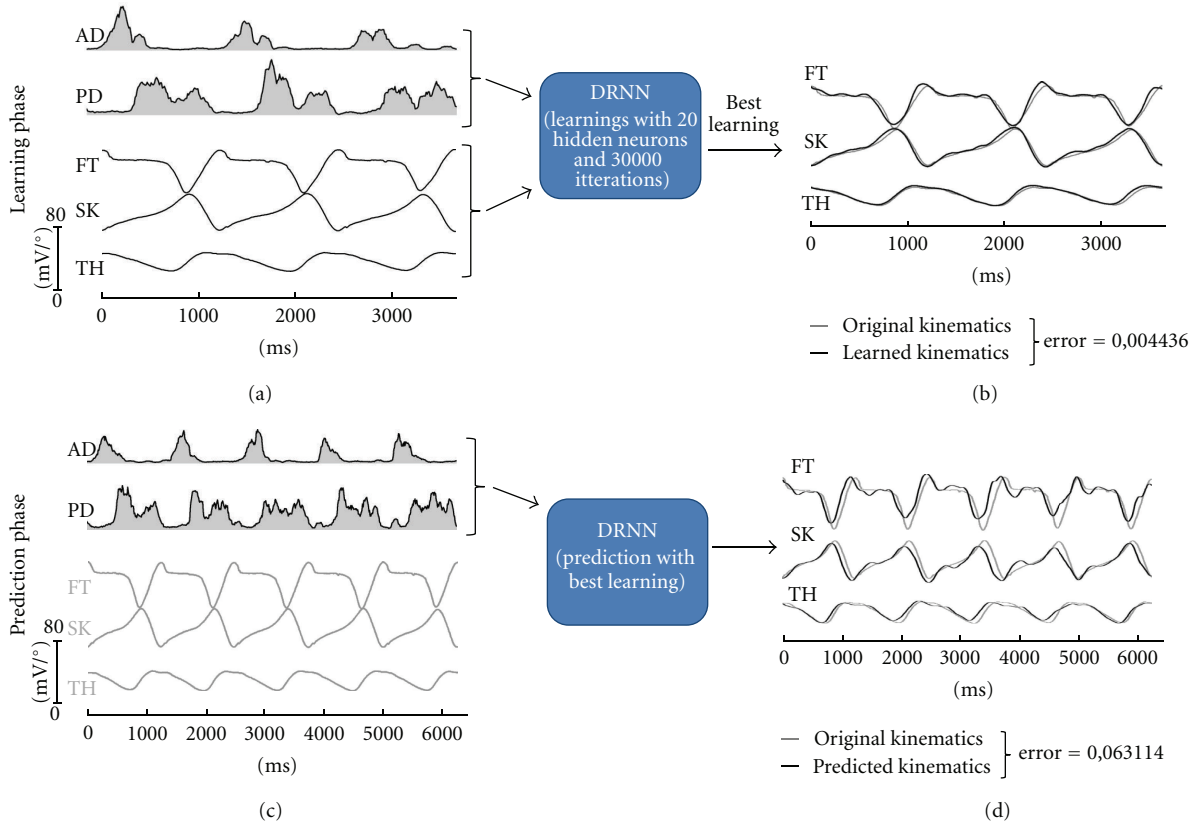 Learning phase
AD
PD
FT
SK
TH
80
(mV/°)
0
0 1000 2000 3000
(ms)
(a)
DRNN
(learnings with 20
hidden neurons
and 30000
itterations)
Best
learning
FT
SK
TH
0 1000 2000 3000
(ms)
Original kinematics
Learned kinematics
error = 0,004436
(b)
Prediction phase
AD
PD
FT
SK
TH
80
(mV/°)
0
0 1000 2000 3000 4000 5000 6000
(ms)
(c)
DRNN
(prediction with
best learning)
FT
SK
TH
0 1000 2000 3000 4000 5000 6000
(ms)
Original kinematics
Predicted kinematics
error = 0,063114
(d)